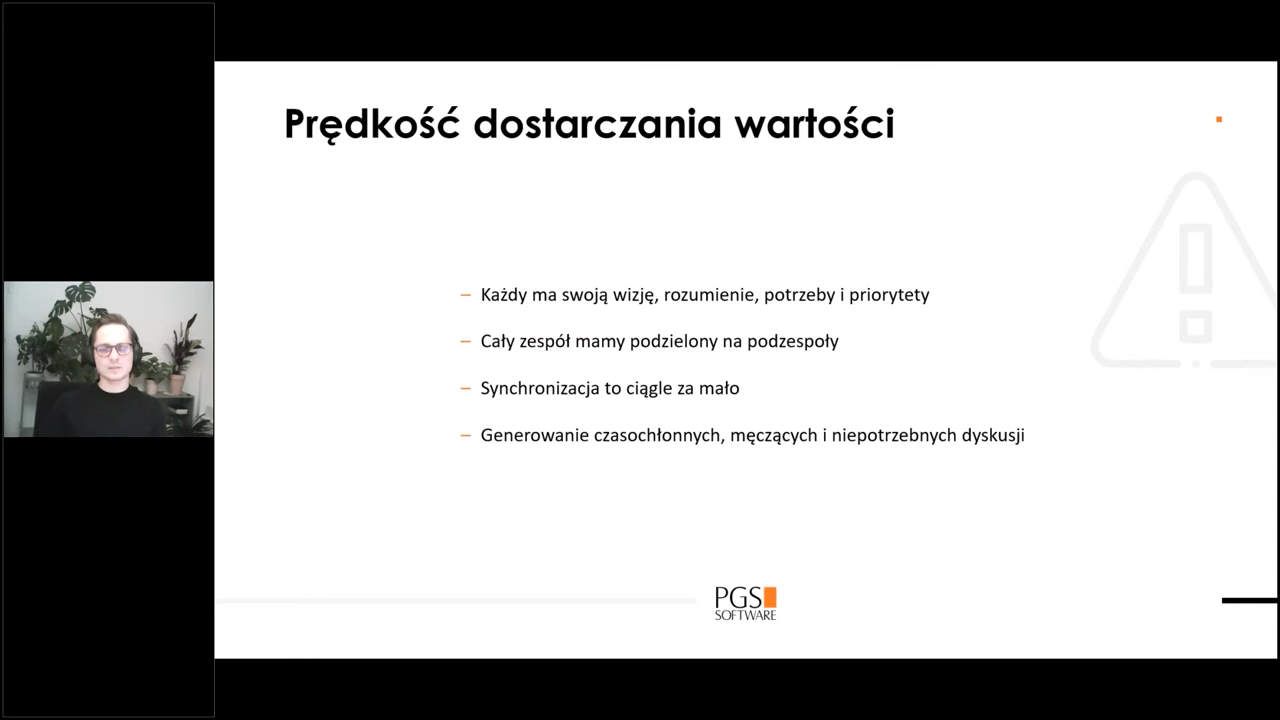 Prędkość dostarczania wartości
– Każdy ma swoją wizję, rozumienie, potrzeby i priorytety
– Cały zespół mamy podzielony na podzespoły
– Synchronizacja to ciągle za mało
– Generowanie czasochłonnych, męczących i niepotrzebnych dyskusji
PGS
SOFTWARE